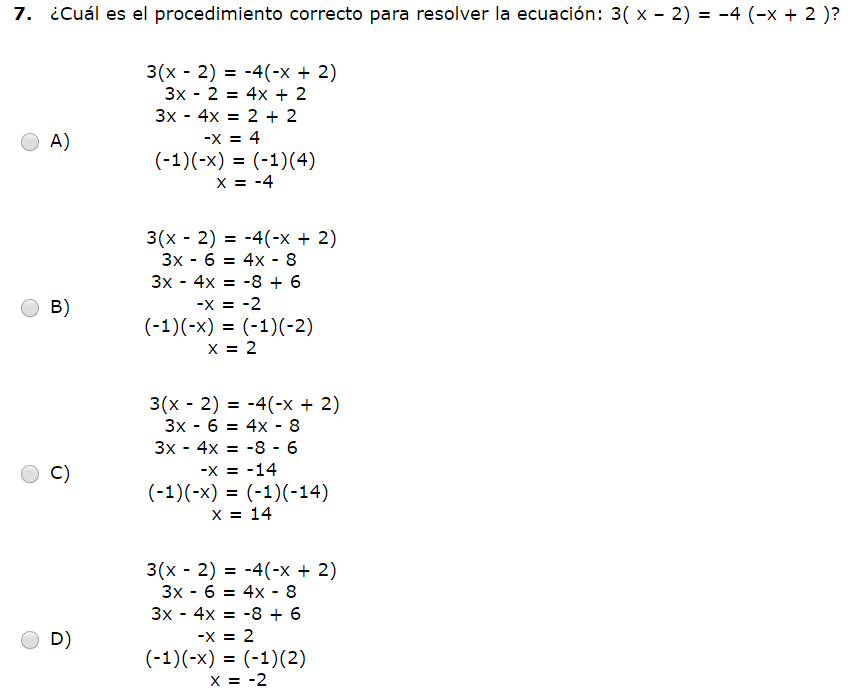 7. ¿Cuál es el procedimiento correcto para resolver la ecuación: 3( x – 2) = –4 (–x + 2 )?
3(x - 2) = -4(-x + 2)
3x - 2 = 4x + 2
3x - 4x = 2 + 2
A) -x = 4
(-1)(-x) = (-1)(4)
x = -4
3(x - 2) = -4(-x + 2)
3x - 6 = 4x - 8
3x - 4x = -8 + 6
B) -x = -2
(-1)(-x) = (-1)(-2)
x = 2
3(x - 2) = -4(-x + 2)
3x - 6 = 4x - 8
3x - 4x = -8 - 6
C) -x = -14
(-1)(-x) = (-1)(-14)
x = 14
3(x - 2) = -4(-x + 2)
3x - 6 = 4x - 8
3x - 4x = -8 + 6
D) -x = 2
(-1)(-x) = (-1)(2)
x = -2